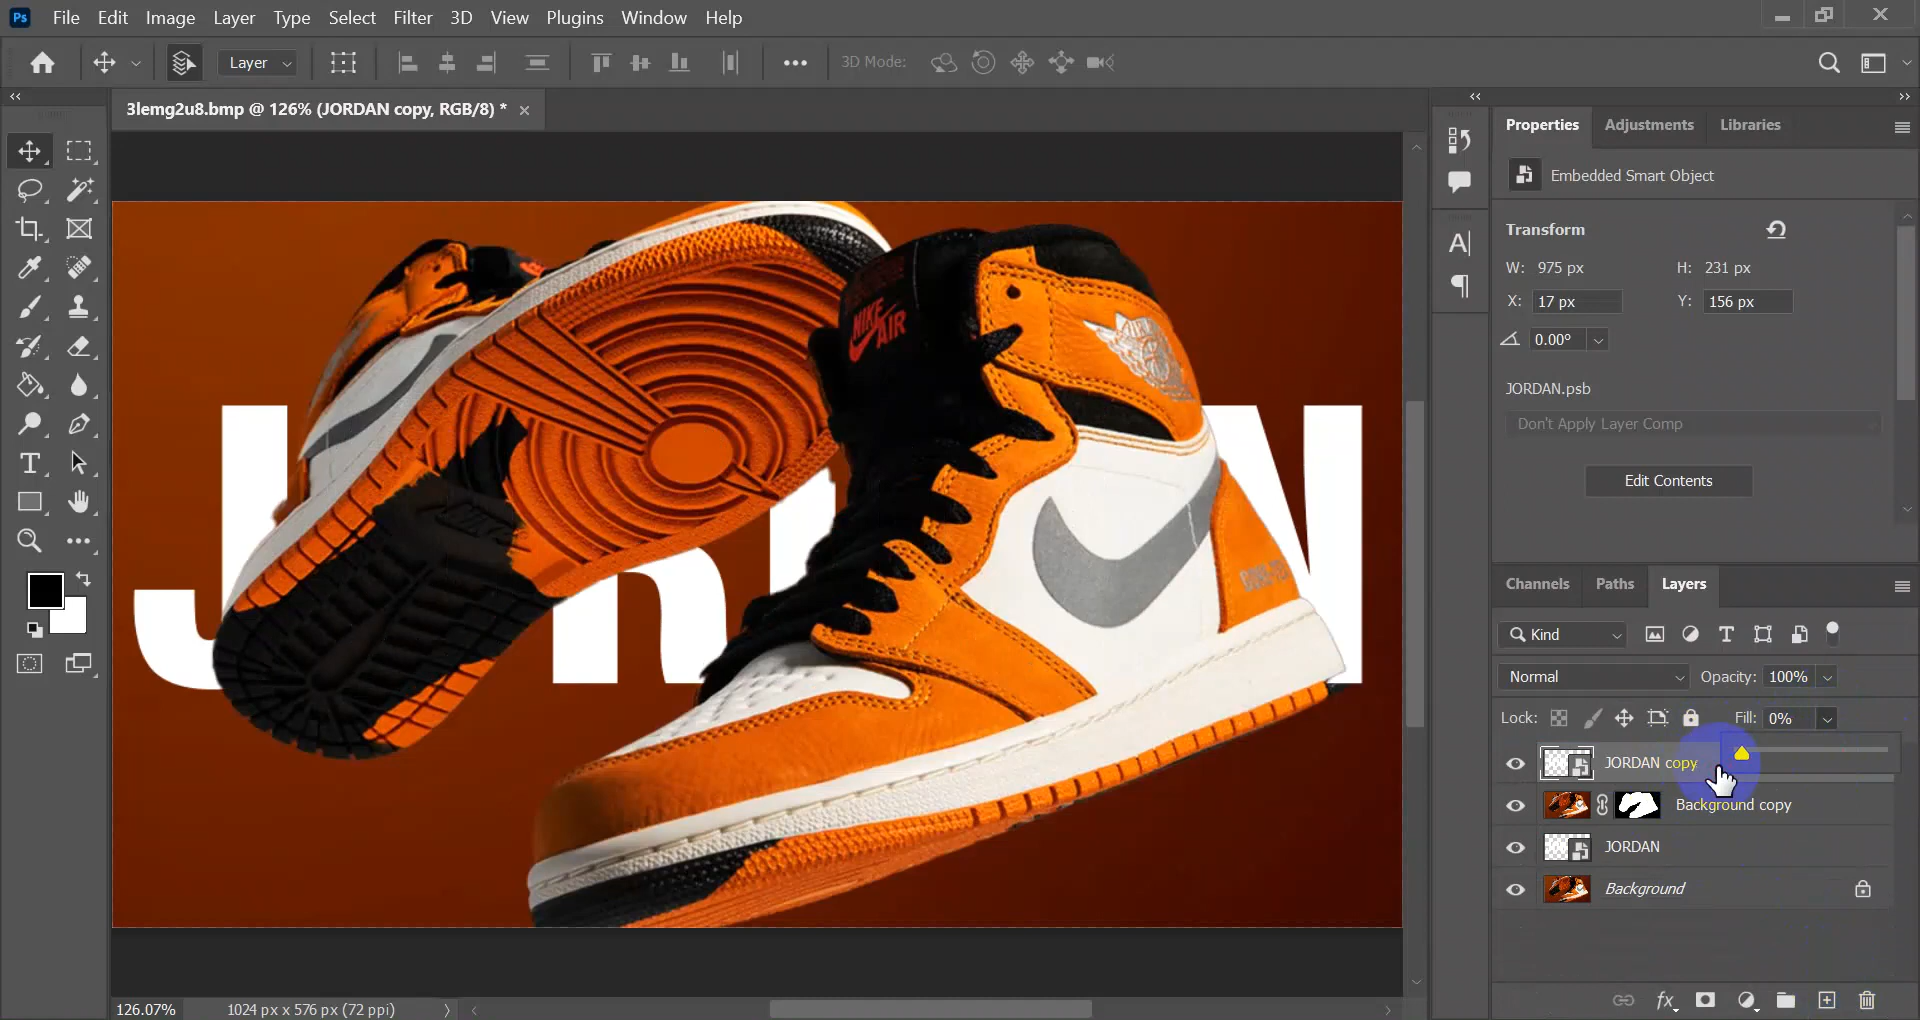 Ps File Edit Image Layer Type Select Filter 3D View Plugins Window Help
Layer 3D Mode:
3lemg2u8.bmp @ 126% (JORDAN copy, RGB/8) * ×
Properties Adjustments Libraries
Embedded Smart Object
Transform
W: 975 px H: 231 px
X: 17 px Y: 156 px
0.00°
JORDAN.psb
Don't Apply Layer Comp
Edit Contents
NIKE
AIR
Channels Paths Layers
Kind
Normal Opacity: 100%
Lock: Fill: 0%
JORDAN copy
Background copy
JORDAN
Background
126.07% 1024 px x 576 px (72 ppi)
fx